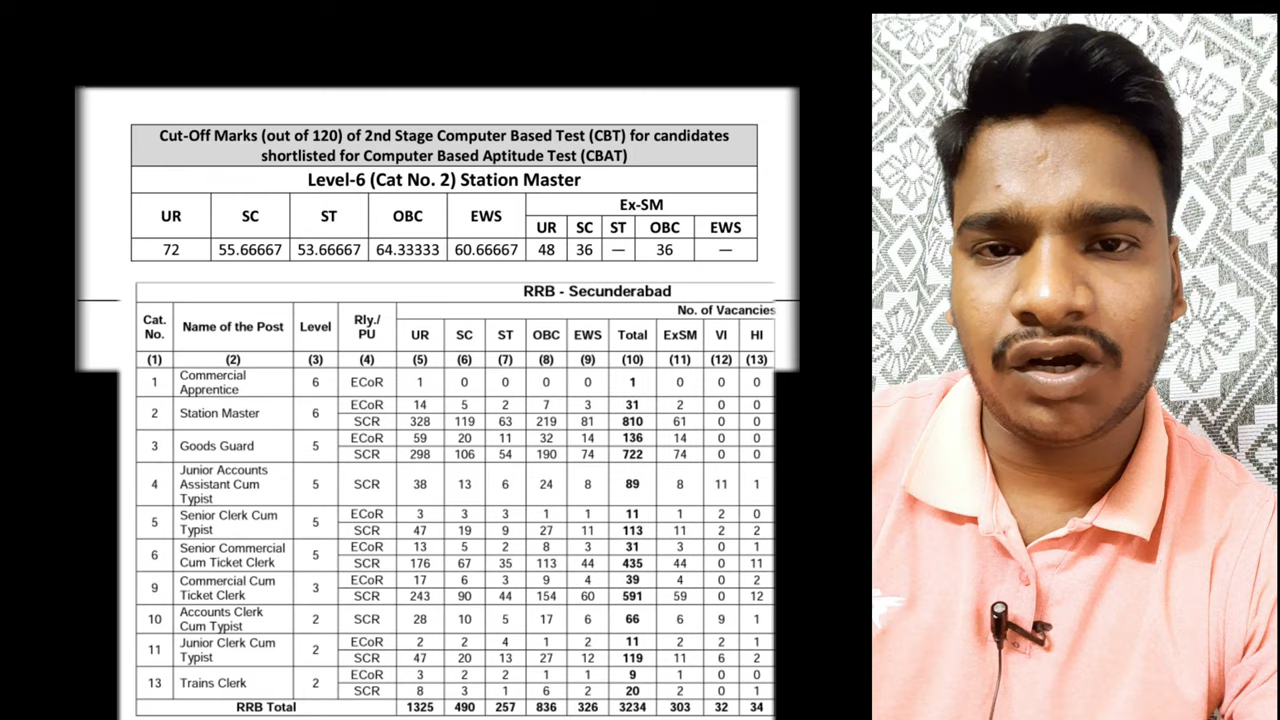 Cut-Off Marks (out of 120) of 2nd Stage Computer Based Test (CBT) for candidates
shortlisted for Computer Based Aptitude Test (CBAT)
Level-6 (Cat No. 2) Station Master
UR SC ST OBC EWS Ex-SM
UR SC ST OBC EWS
72 55.66667 53.66667 64.33333 60.66667 48 36 — 36 —
RRB - Secunderabad
Cat. No. Name of the Post Level Rly./ PU No. of Vacancies
UR SC ST OBC EWS Total ExSM VI HI
(1) (2) (3) (4) (5) (6) (7) (8) (9) (10) (11) (12) (13)
1 Commercial Apprentice 6 ECoR 1 0 0 0 0 1 0 0 0
2 Station Master 6 ECoR 14 5 2 7 3 31 2 0 0
SCR 328 119 63 219 81 810 61 0 0
3 Goods Guard 5 ECoR 59 20 11 32 14 136 14 0 0
SCR 298 106 54 190 74 722 74 0 0
4 Junior Accounts Assistant Cum Typist 5 SCR 38 13 6 24 8 89 8 11 1
5 Senior Clerk Cum Typist 5 ECoR 3 3 3 1 1 11 1 2 0
SCR 47 19 9 27 11 113 11 2 2
6 Senior Commercial Cum Ticket Clerk 5 ECoR 13 5 2 8 3 31 3 0 1
SCR 176 67 35 113 44 435 44 0 11
9 Commercial Cum Ticket Clerk 3 ECoR 17 6 3 9 4 39 4 0 2
SCR 243 90 44 154 60 591 59 0 12
10 Accounts Clerk Cum Typist 2 SCR 28 10 5 17 6 66 6 9 1
11 Junior Clerk Cum Typist 2 ECoR 2 2 4 1 2 11 2 2 1
SCR 47 20 13 27 12 119 11 6 2
13 Trains Clerk 2 ECoR 3 2 2 1 1 9 1 0 0
SCR 8 3 1 6 2 20 2 0 1
RRB Total 1325 490 257 836 326 3234 303 32 34